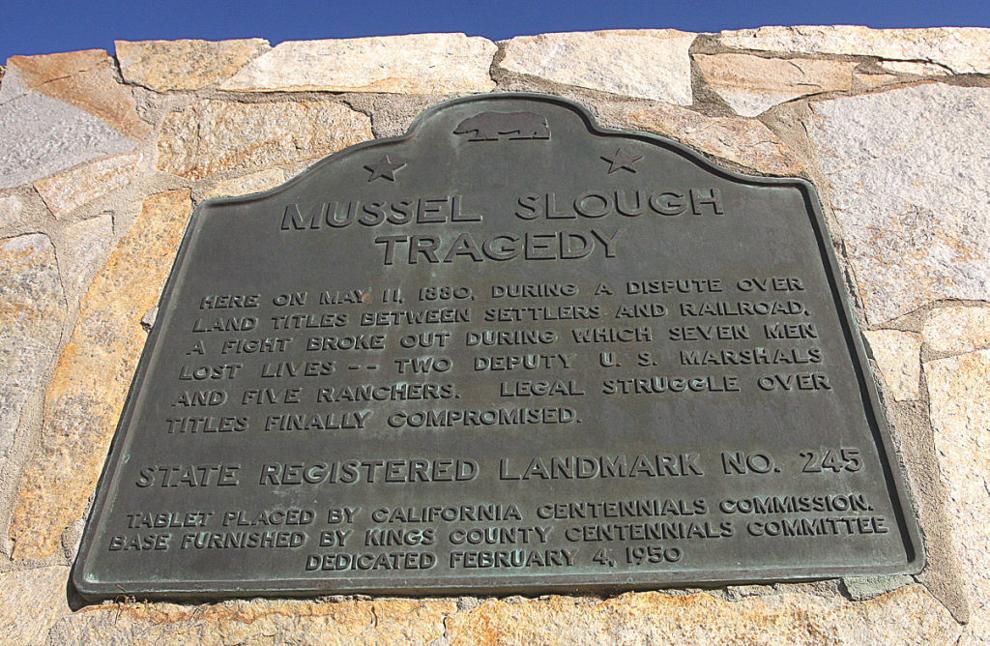 MUSSEL SLOUGH
TRAGEDY
HERE ON MAY 11, 1880, DURING A DISPUTE OVER
LAND TITLES BETWEEN SETTLERS AND RAILROAD,
A FIGHT BROKE OUT DURING WHICH SEVEN MEN
LOST LIVES -- TWO DEPUTY U. S. MARSHALS
AND FIVE RANCHERS. LEGAL STRUGGLE OVER
TITLES FINALLY COMPROMISED.
STATE REGISTERED LANDMARK NO. 245
TABLET PLACED BY CALIFORNIA CENTENNIALS COMMISSION.
BASE FURNISHED BY KINGS COUNTY CENTENNIALS COMMITTEE
DEDICATED FEBRUARY 4, 1950